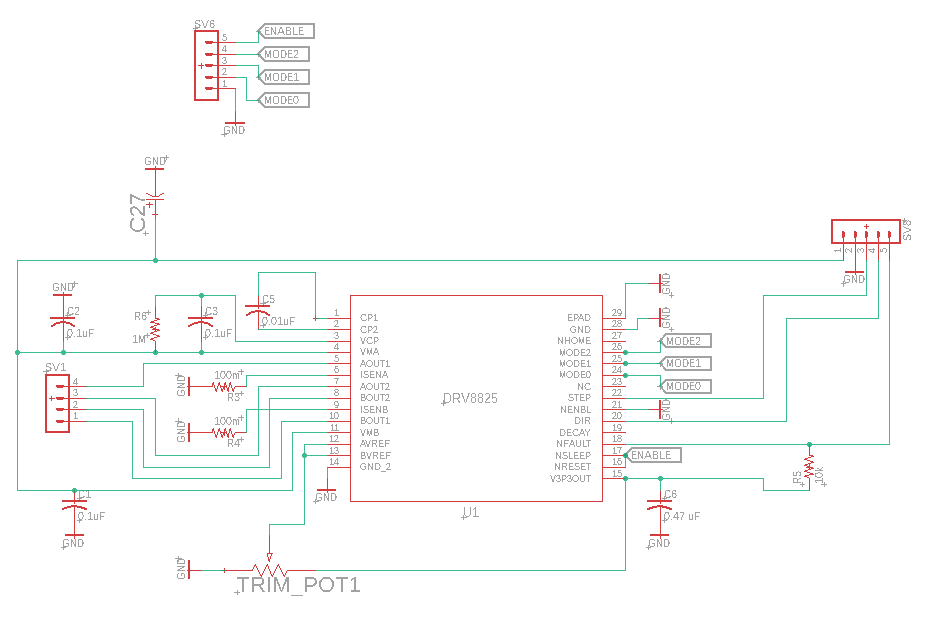 SV6
5
ENABLE
4
MODE2
3
MODE1
2
1
MODE0
GND
GND
C27
SV8
1
2
3
4
5
GND
GND
C2
0.1uF
R6
1M
C3
0.1uF
C5
0.01uF
1 CP1
2 CP2
3 VCP
4 VMA
5 AOUT1
6 ISENA
7 AOUT2
8 BOUT2
9 ISENB
10 BOUT1
11 VMB
12 AVREF
13 BVREF
14 GND_2
DRV8825
U1
EPAD 29
GND 28
NHOME 27
MODE2 26
MODE1 25
MODE0 24
NC 23
STEP 22
NENBL 21
DIR 20
DECAY 19
NFAULT 18
NSLEEP 17
NRESET 16
V3P3OUT 15
GND
GND
MODE2
MODE1
MODE0
GND
ENABLE
SV1
4
3
2
1
GND
100m
R3
GND
100m
R4
GND
C1
0.1uF
GND
R5
10k
C6
0.47 uF
GND
GND
TRIM_POT1